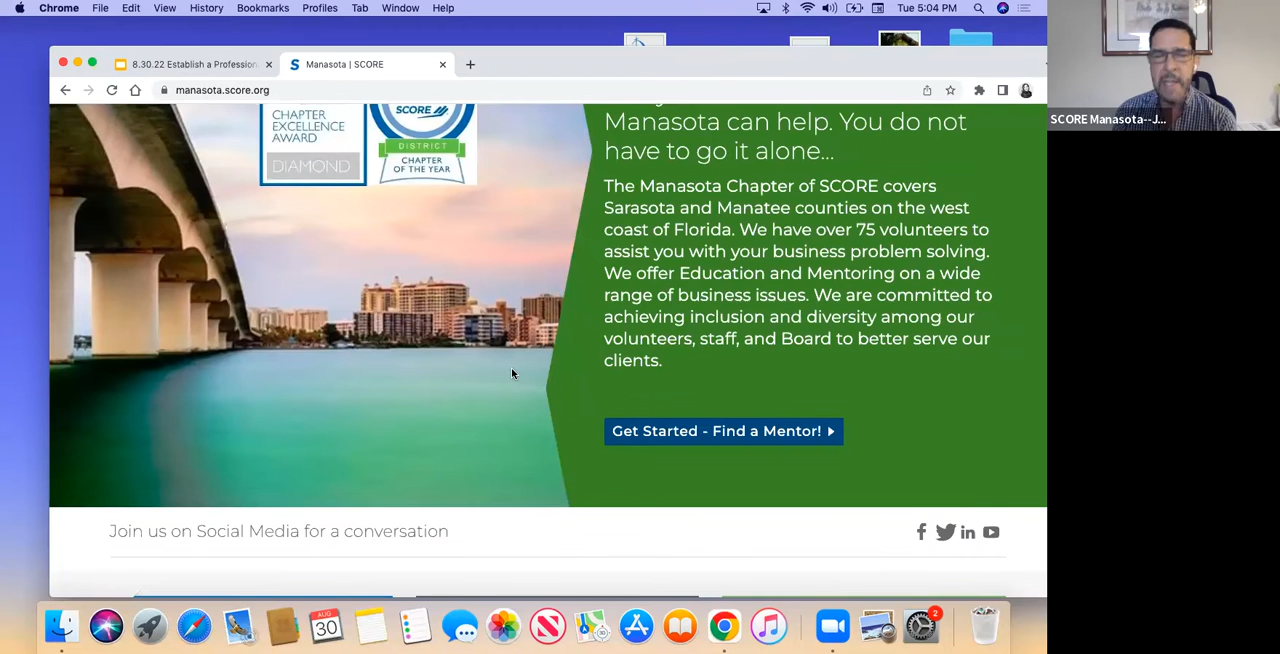 Chrome File Edit View History Bookmarks Profiles Tab Window Help Tue 5:04 PM
8.30.22 Establish a Profession
Manasota | SCORE
manasota.score.org
CHAPTER
EXCELLENCE
AWARD
DIAMOND
SCORE
DISTRICT
CHAPTER
OF THE YEAR
Manasota can help. You do not
have to go it alone...
The Manasota Chapter of SCORE covers
Sarasota and Manatee counties on the west
coast of Florida. We have over 75 volunteers to
assist you with your business problem solving.
We offer Education and Mentoring on a wide
range of business issues. We are committed to
achieving inclusion and diversity among our
volunteers, staff, and Board to better serve our
clients.
Get Started - Find a Mentor!
Join us on Social Media for a conversation
SCORE Manasota--J...
AUG
30
2